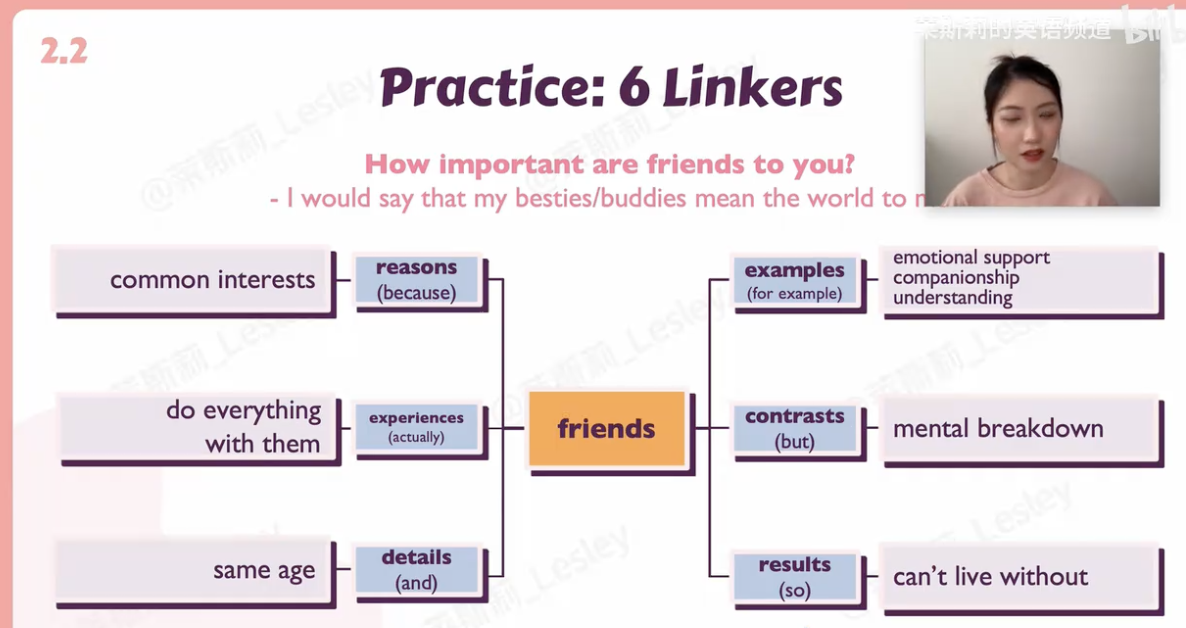 莱斯莉的英语频道
bilib
2.2
Practice: 6 Linkers
How important are friends to you?
- I would say that my besties/buddies mean the world to
common interests
reasons
(because)
do everything
with them
experiences
(actually)
same age
details
(and)
friends
examples
(for example)
emotional support
companionship
understanding
contrasts
(but)
mental breakdown
results
(so)
can't live without
@莱斯莉_Lesley